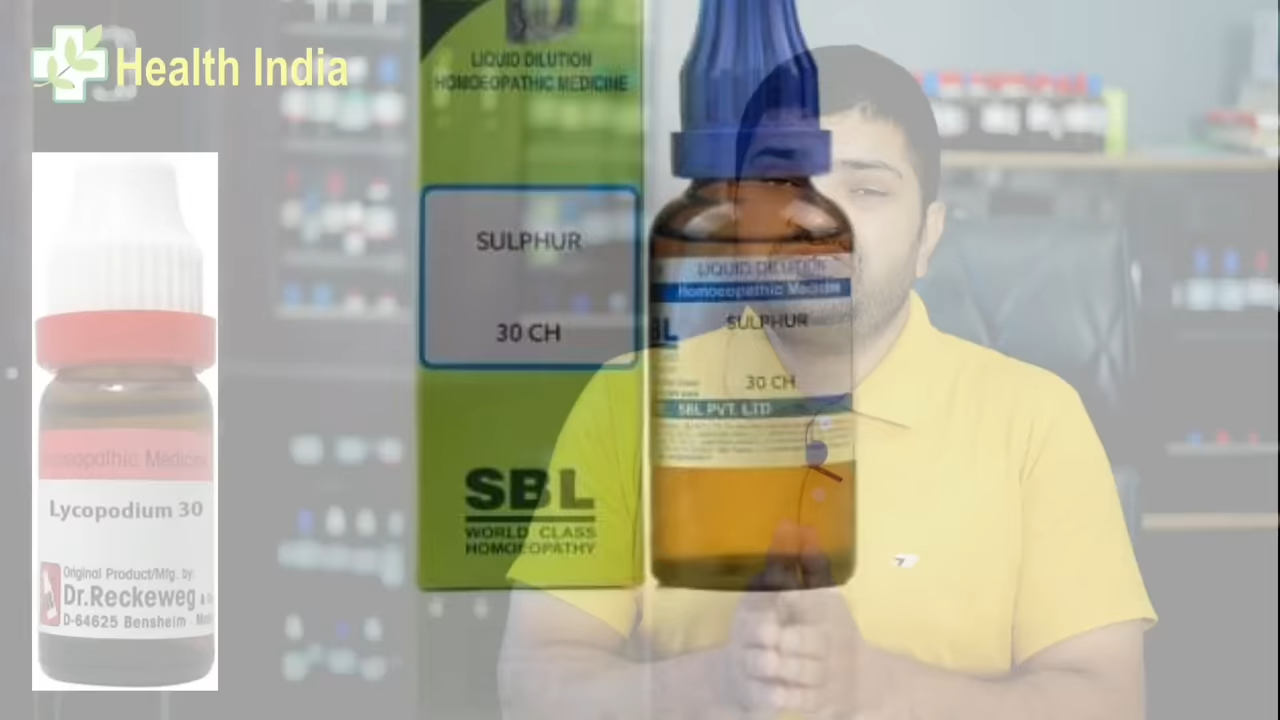 Health India
LIQUID DILUTION
HOMOEOPATHIC MEDICINE
SULPHUR
30 CH
SBL
WORLD CLASS
HOMOEOPATHY
LIQUID DILUTION
Homoeopathic Medicine
BL
SULPHUR
30 CH
SBL PVT. LTD
Medicine
Lycopodium 30
Original Product/Mfg. by:
Dr.Reckeweg &
D-64625 Bensheim